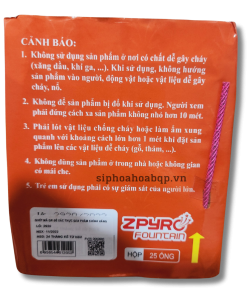 CẢNH BÁO:
1. Không sử dụng sản phẩm ở nơi có chất dễ gây cháy
(xăng dầu, khí ga, ...). Khi sử dụng, không hướng
sản phẩm vào người, động vật hoặc vật liệu dễ gây
cháy, nổ.
2. Không để sản phẩm bị đổ khi sử dụng. Người xem
phải đứng cách xa sản phẩm không nhỏ hơn 10 mét.
3. Phải lót vật liệu chống cháy hoặc làm ẩm xung
quanh với khoảng cách không nhỏ hơn 1 mét khi đặt
sản phẩm lên các vật liệu dễ cháy (gỗ, thảm, ...).
4. Không dùng sản phẩm ở trong nhà hoặc không gian
có mái che.
siphoahoabqp.vn
5. Trẻ em sử dụng phải có sự giám sát của người lớn.
ZPYRO
FOUNTAIN
HỘP 25 ỐNG